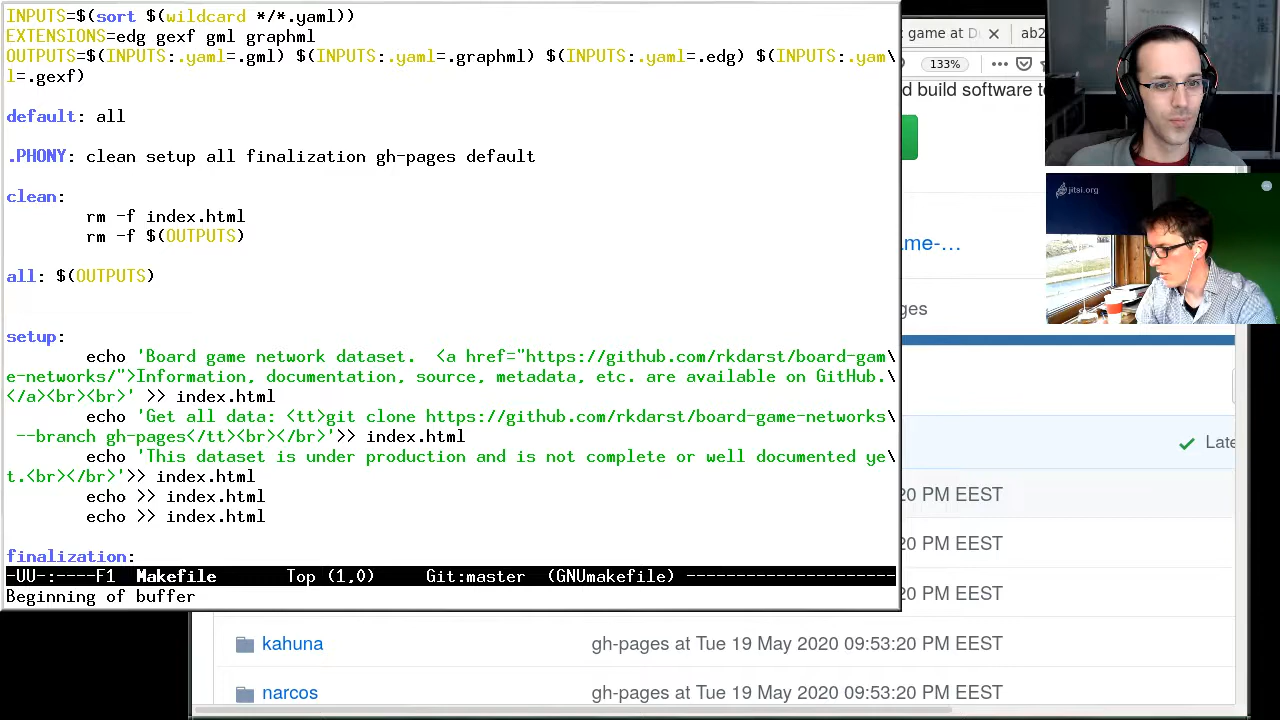 INPUTS=$(sort $(wildcard */*.yaml))
EXTENSIONS=edg gexf gml graphml
OUTPUTS=$(INPUTS:.yaml=.gml) $(INPUTS:.yaml=.graphml) $(INPUTS:.yaml=.edg) $(INPUTS:.yam\
l=.gexf)
default: all
.PHONY: clean setup all finalization gh-pages default
clean:
rm -f index.html
rm -f $(OUTPUTS)
all: $(OUTPUTS)
setup:
echo 'Board game network dataset.  <a href="https://github.com/rkdarst/board-gam\
e-networks/">Information, documentation, source, metadata, etc. are available on GitHub.\
</a><br><br>' >> index.html
echo 'Get all data: <tt>git clone https://github.com/rkdarst/board-game-networks\
 --branch gh-pages</tt><br></br>'>> index.html
echo 'This dataset is under production and is not complete or well documented ye\
t.<br></br>'>> index.html
echo >> index.html
echo >> index.html
finalization:
-UU-:----F1  Makefile       Top (1,0)     Git:master  (GNUmakefile) ---------------------
Beginning of buffer
game at D
ab2
133%
d build software to
ame-…
ges
Late
20 PM EEST
20 PM EEST
20 PM EEST
kahuna
gh-pages at Tue 19 May 2020 09:53:20 PM EEST
narcos
gh-pages at Tue 19 May 2020 09:53:20 PM EEST
jitsi.org